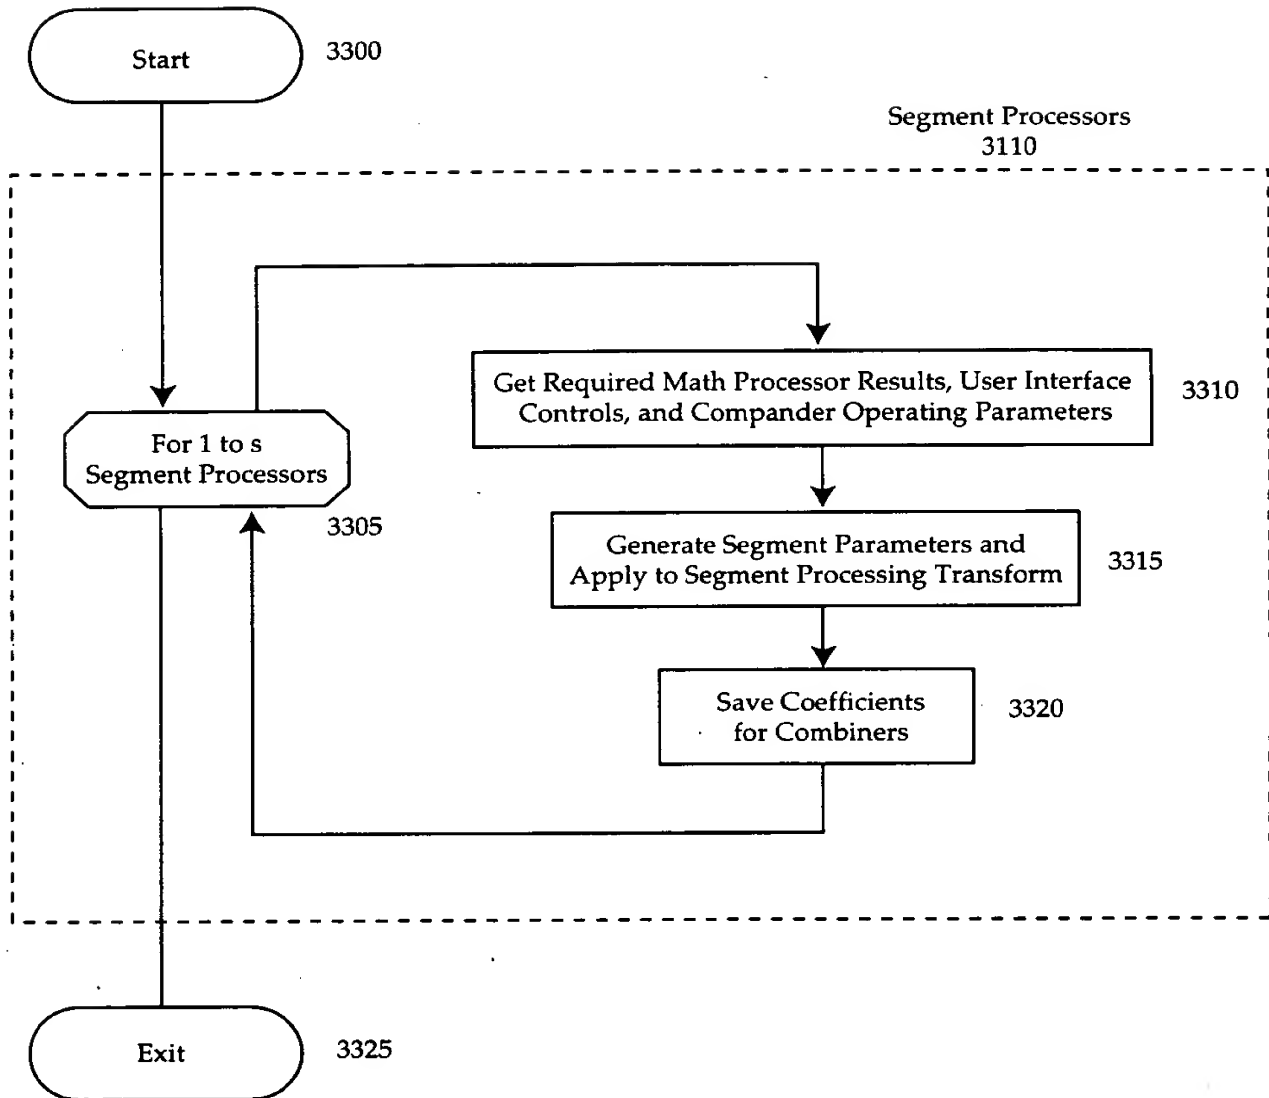 Start
3300
Segment Processors
3110
Get Required Math Processor Results, User Interface
Controls, and Compander Operating Parameters
3310
For 1 to s
Segment Processors
3305
Generate Segment Parameters and
Apply to Segment Processing Transform
3315
Save Coefficients
for Combiners
3320
Exit
3325